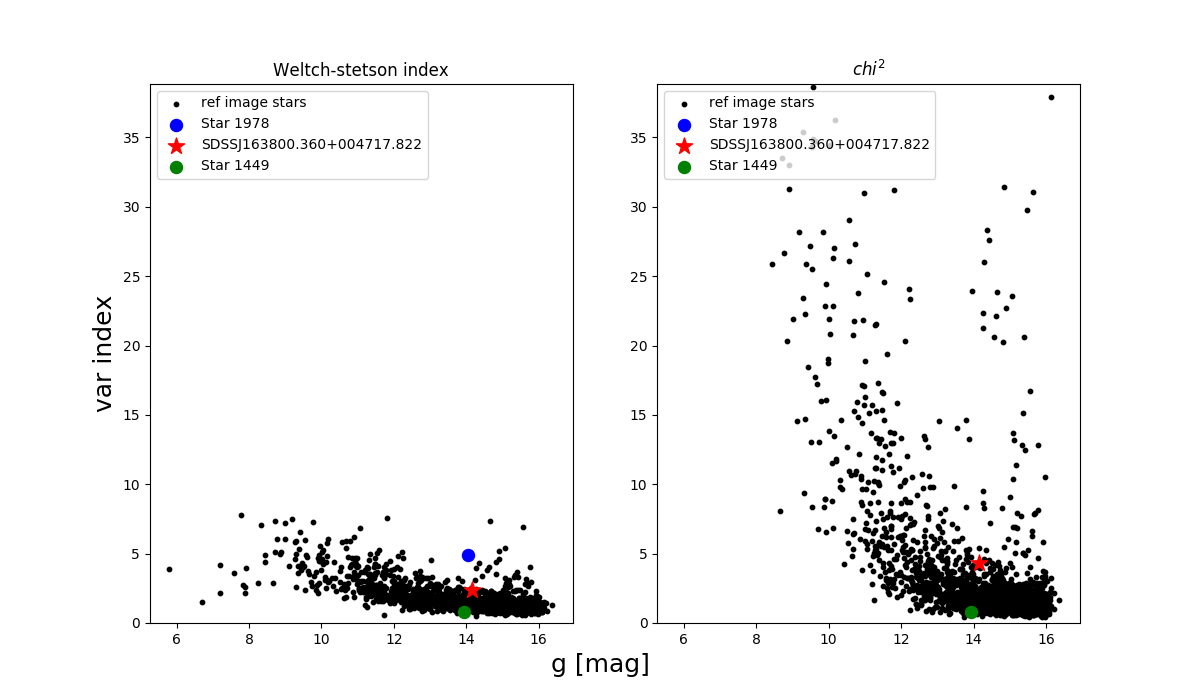 Weltch-stetson index
chi²
ref image stars
Star 1978
SDSSJ163800.360+004717.822
Star 1449
ref image stars
Star 1978
SDSSJ163800.360+004717.822
Star 1449
var index
35
30
25
20
15
10
5
0
6 8 10 12 14 16
35
30
25
20
15
10
5
0
6 8 10 12 14 16
g [mag]